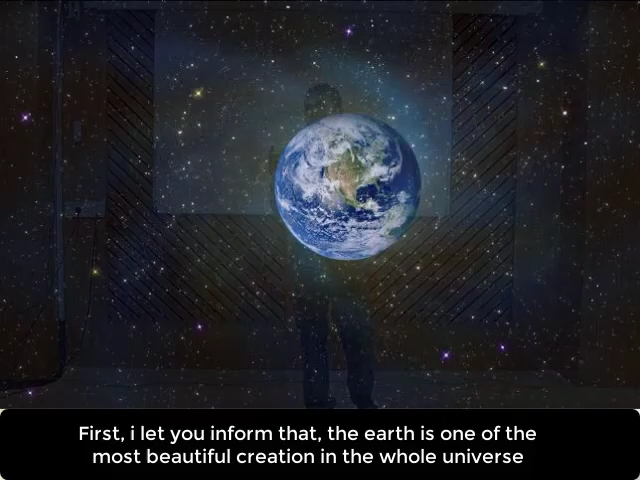 First, i let you inform that, the earth is one of the
most beautiful creation in the whole universe